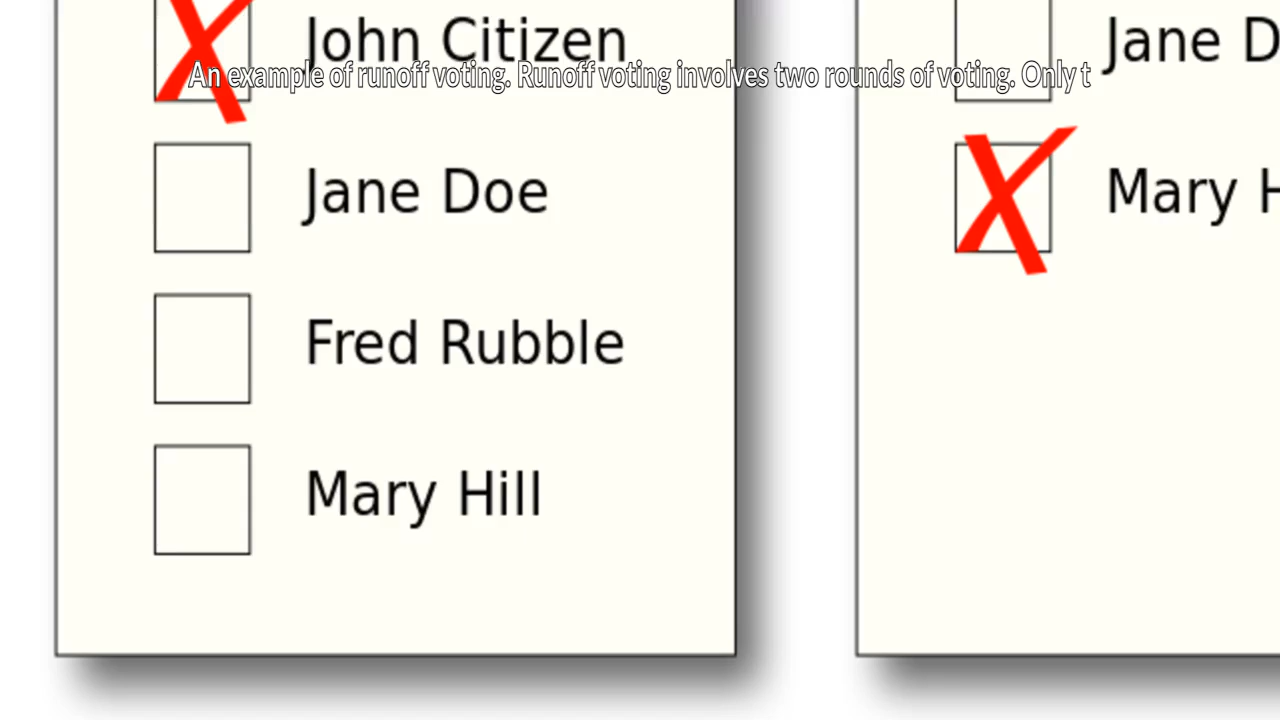 John Citizen
An example of runoff voting. Runoff voting involves two rounds of voting. Only t
Jane Doe
Fred Rubble
Mary Hill
Jane D
Mary H